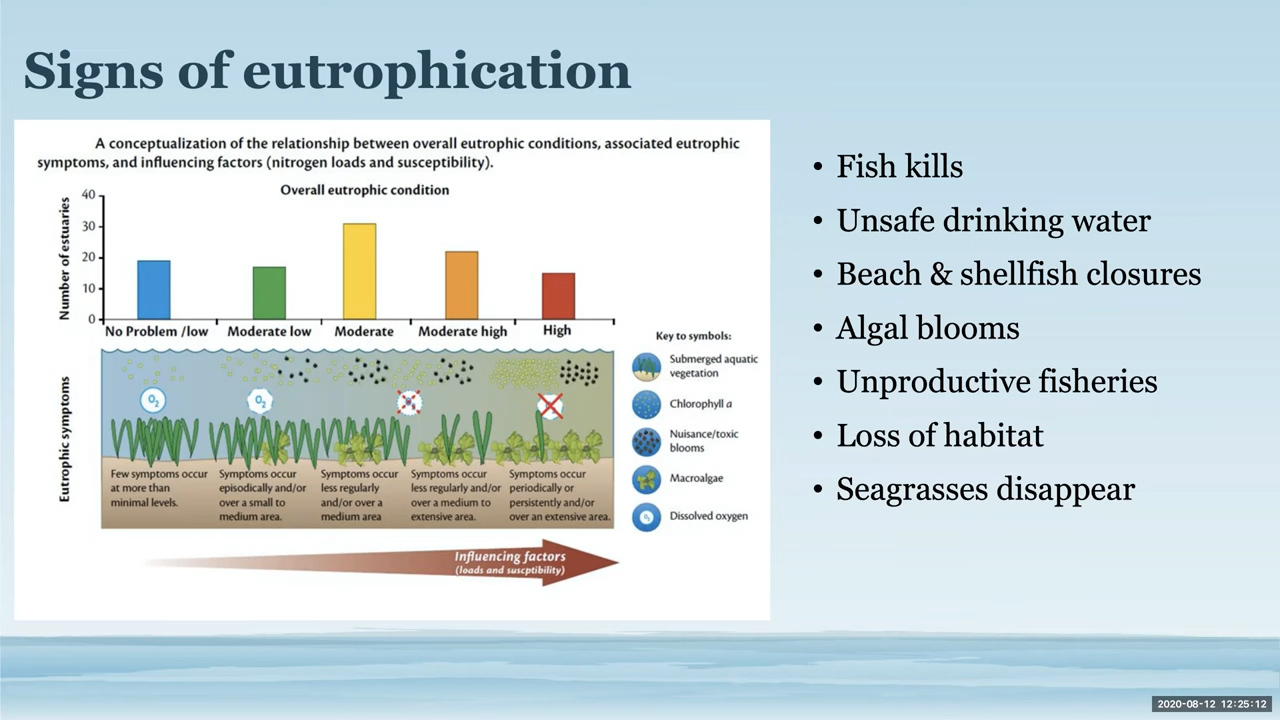 Signs of eutrophication
A conceptualization of the relationship between overall eutrophic conditions, associated eutrophic
symptoms, and influencing factors (nitrogen loads and susceptibility).
Overall eutrophic condition
Number of estuaries
40
30
20
10
0
No Problem /low
Moderate low
Moderate
Moderate high
High
Eutrophic symptoms
O2
O2
Few symptoms occur
at more than
minimal levels.
Symptoms occur
episodically and/or
over a small to
medium area.
Symptoms occur
less regularly
and/or over a
medium area
Symptoms occur
less regularly and/or
over a medium to
extensive area.
Symptoms occur
periodically or
persistently and/or
over an extensive area.
Key to symbols:
Submerged aquatic
vegetation
Chlorophyll a
Nuisance/toxic
blooms
Macroalgae
O2
Dissolved oxygen
Influencing factors
(loads and suscptibility)
• Fish kills
• Unsafe drinking water
• Beach & shellfish closures
• Algal blooms
• Unproductive fisheries
• Loss of habitat
• Seagrasses disappear
2020-08-12 12:25:12